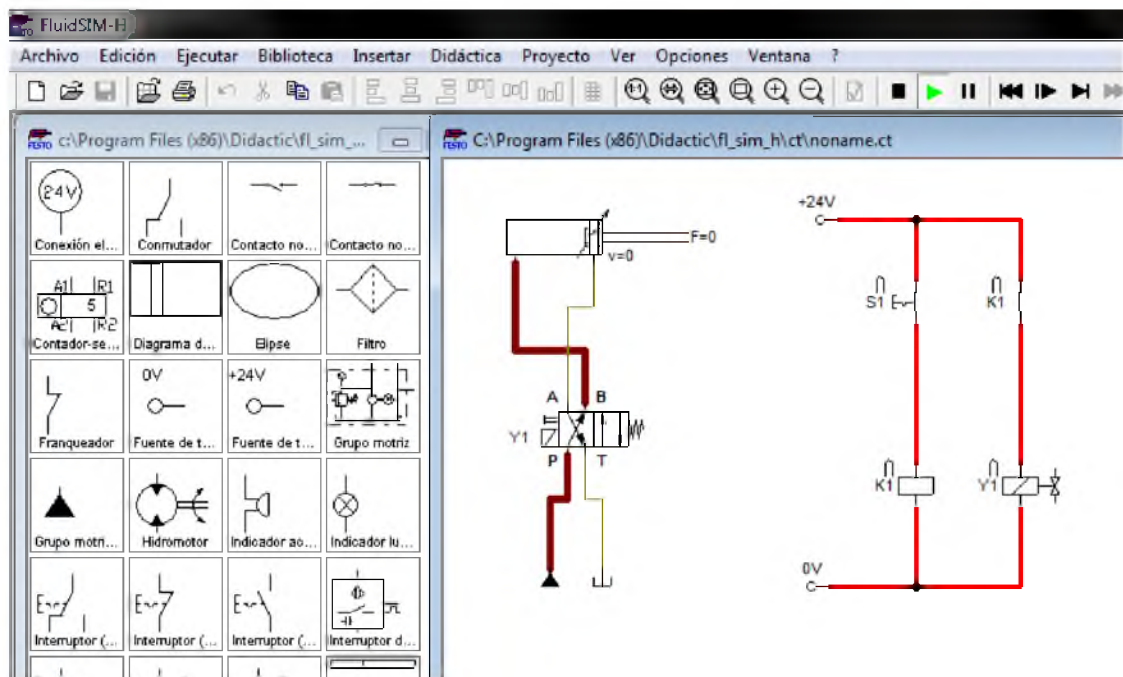 FluidSIM-H
Archivo Edición Ejecutar Biblioteca Insertar Didáctica Proyecto Ver Opciones Ventana ?
FESTO c:\Program Files (x86)\Didactic\fl_sim_...
FESTO C:\Program Files (x86)\Didactic\fl_sim_h\ct\noname.ct
24V
Conexión el... Conmutador Contacto no... Contacto no...
A1 R1
5
A2 R2
Contador-se... Diagrama d... Elipse Filtro
0V +24V
Franqueador Fuente de t... Fuente de t... Grupo motriz
Grupo motri... Hidromotor Indicador ac... Indicador lu...
Interruptor (... Interruptor (... Interruptor (... Interruptor d...
F=0
v=0
A B
Y1
P T
+24V
S1 K1
K1 Y1
0V